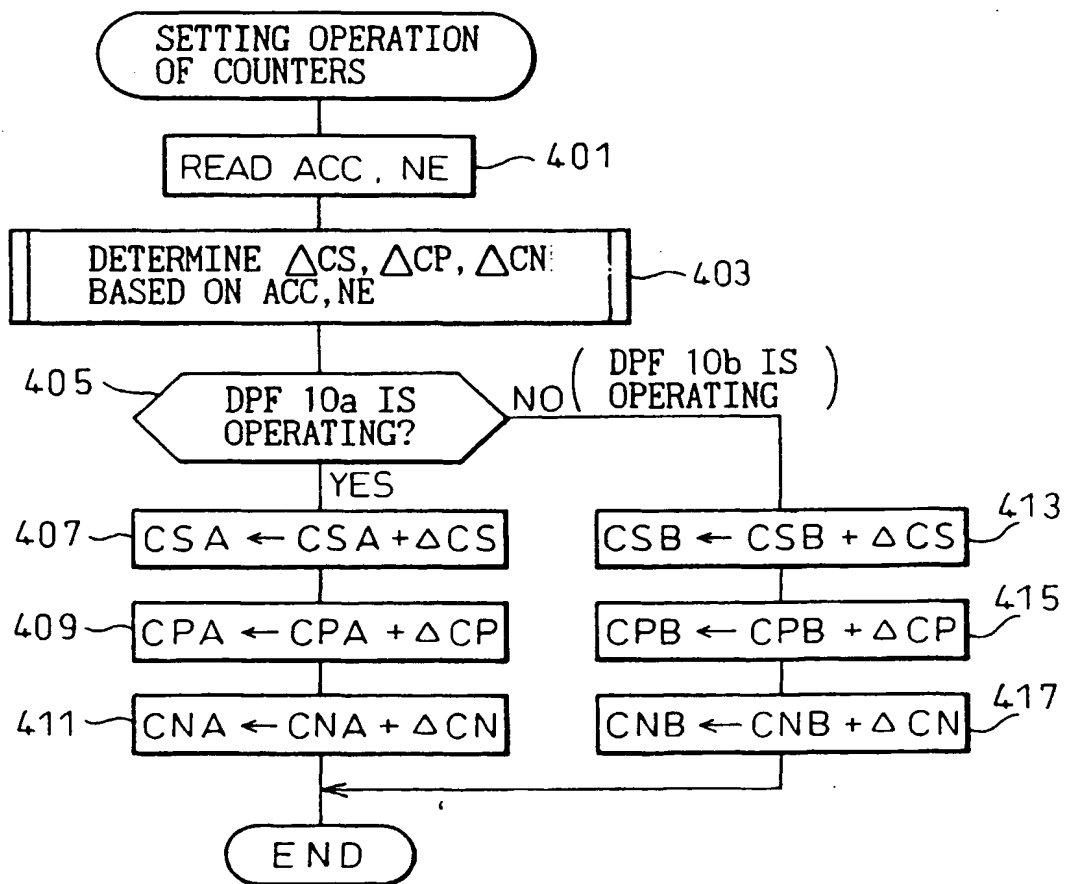 SETTING OPERATION
OF COUNTERS
READ ACC, NE
401
DETERMINE △CS, △CP, △CN
BASED ON ACC, NE
403
405
DPF 10a IS
OPERATING?
NO
( DPF 10b IS
OPERATING )
YES
407
CSA ← CSA + △CS
413
CSB ← CSB + △CS
409
CPA ← CPA + △CP
415
CPB ← CPB + △CP
411
CNA ← CNA + △CN
417
CNB ← CNB + △CN
END